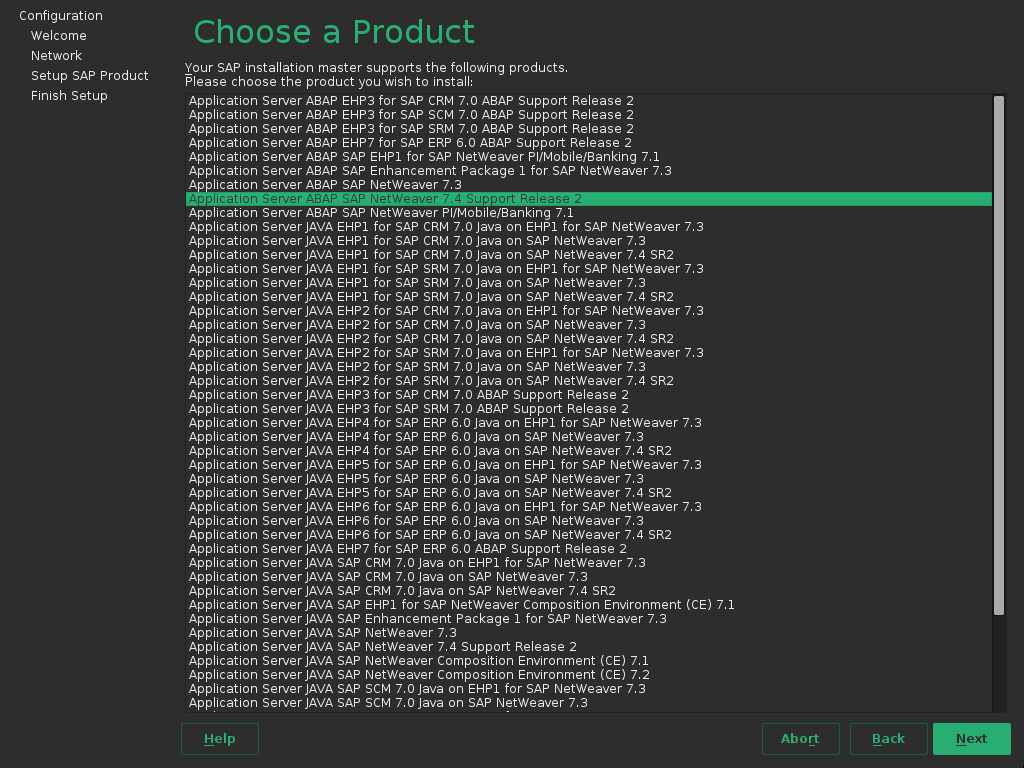 Configuration
Welcome
Network
Setup SAP Product
Finish Setup
Choose a Product
Your SAP installation master supports the following products.
Please choose the product you wish to install:
Application Server ABAP EHP3 for SAP CRM 7.0 ABAP Support Release 2
Application Server ABAP EHP3 for SAP SCM 7.0 ABAP Support Release 2
Application Server ABAP EHP3 for SAP SRM 7.0 ABAP Support Release 2
Application Server ABAP EHP7 for SAP ERP 6.0 ABAP Support Release 2
Application Server ABAP SAP EHP1 for SAP NetWeaver PI/Mobile/Banking 7.1
Application Server ABAP SAP Enhancement Package 1 for SAP NetWeaver 7.3
Application Server ABAP SAP NetWeaver 7.3
Application Server ABAP SAP NetWeaver 7.4 Support Release 2
Application Server ABAP SAP NetWeaver PI/Mobile/Banking 7.1
Application Server JAVA EHP1 for SAP CRM 7.0 Java on EHP1 for SAP NetWeaver 7.3
Application Server JAVA EHP1 for SAP CRM 7.0 Java on SAP NetWeaver 7.3
Application Server JAVA EHP1 for SAP CRM 7.0 Java on SAP NetWeaver 7.4 SR2
Application Server JAVA EHP1 for SAP SRM 7.0 Java on EHP1 for SAP NetWeaver 7.3
Application Server JAVA EHP1 for SAP SRM 7.0 Java on SAP NetWeaver 7.3
Application Server JAVA EHP1 for SAP SRM 7.0 Java on SAP NetWeaver 7.4 SR2
Application Server JAVA EHP2 for SAP CRM 7.0 Java on EHP1 for SAP NetWeaver 7.3
Application Server JAVA EHP2 for SAP CRM 7.0 Java on SAP NetWeaver 7.3
Application Server JAVA EHP2 for SAP CRM 7.0 Java on SAP NetWeaver 7.4 SR2
Application Server JAVA EHP2 for SAP SRM 7.0 Java on EHP1 for SAP NetWeaver 7.3
Application Server JAVA EHP2 for SAP SRM 7.0 Java on SAP NetWeaver 7.3
Application Server JAVA EHP2 for SAP SRM 7.0 Java on SAP NetWeaver 7.4 SR2
Application Server JAVA EHP3 for SAP CRM 7.0 ABAP Support Release 2
Application Server JAVA EHP3 for SAP SRM 7.0 ABAP Support Release 2
Application Server JAVA EHP4 for SAP ERP 6.0 Java on EHP1 for SAP NetWeaver 7.3
Application Server JAVA EHP4 for SAP ERP 6.0 Java on SAP NetWeaver 7.3
Application Server JAVA EHP4 for SAP ERP 6.0 Java on SAP NetWeaver 7.4 SR2
Application Server JAVA EHP5 for SAP ERP 6.0 Java on EHP1 for SAP NetWeaver 7.3
Application Server JAVA EHP5 for SAP ERP 6.0 Java on SAP NetWeaver 7.3
Application Server JAVA EHP5 for SAP ERP 6.0 Java on SAP NetWeaver 7.4 SR2
Application Server JAVA EHP6 for SAP ERP 6.0 Java on EHP1 for SAP NetWeaver 7.3
Application Server JAVA EHP6 for SAP ERP 6.0 Java on SAP NetWeaver 7.3
Application Server JAVA EHP6 for SAP ERP 6.0 Java on SAP NetWeaver 7.4 SR2
Application Server JAVA EHP7 for SAP ERP 6.0 ABAP Support Release 2
Application Server JAVA SAP CRM 7.0 Java on EHP1 for SAP NetWeaver 7.3
Application Server JAVA SAP CRM 7.0 Java on SAP NetWeaver 7.3
Application Server JAVA SAP CRM 7.0 Java on SAP NetWeaver 7.4 SR2
Application Server JAVA SAP EHP1 for SAP NetWeaver Composition Environment (CE) 7.1
Application Server JAVA SAP Enhancement Package 1 for SAP NetWeaver 7.3
Application Server JAVA SAP NetWeaver 7.3
Application Server JAVA SAP NetWeaver 7.4 Support Release 2
Application Server JAVA SAP NetWeaver Composition Environment (CE) 7.1
Application Server JAVA SAP NetWeaver Composition Environment (CE) 7.2
Application Server JAVA SAP SCM 7.0 Java on EHP1 for SAP NetWeaver 7.3
Application Server JAVA SAP SCM 7.0 Java on SAP NetWeaver 7.3
Help
Abort
Back
Next